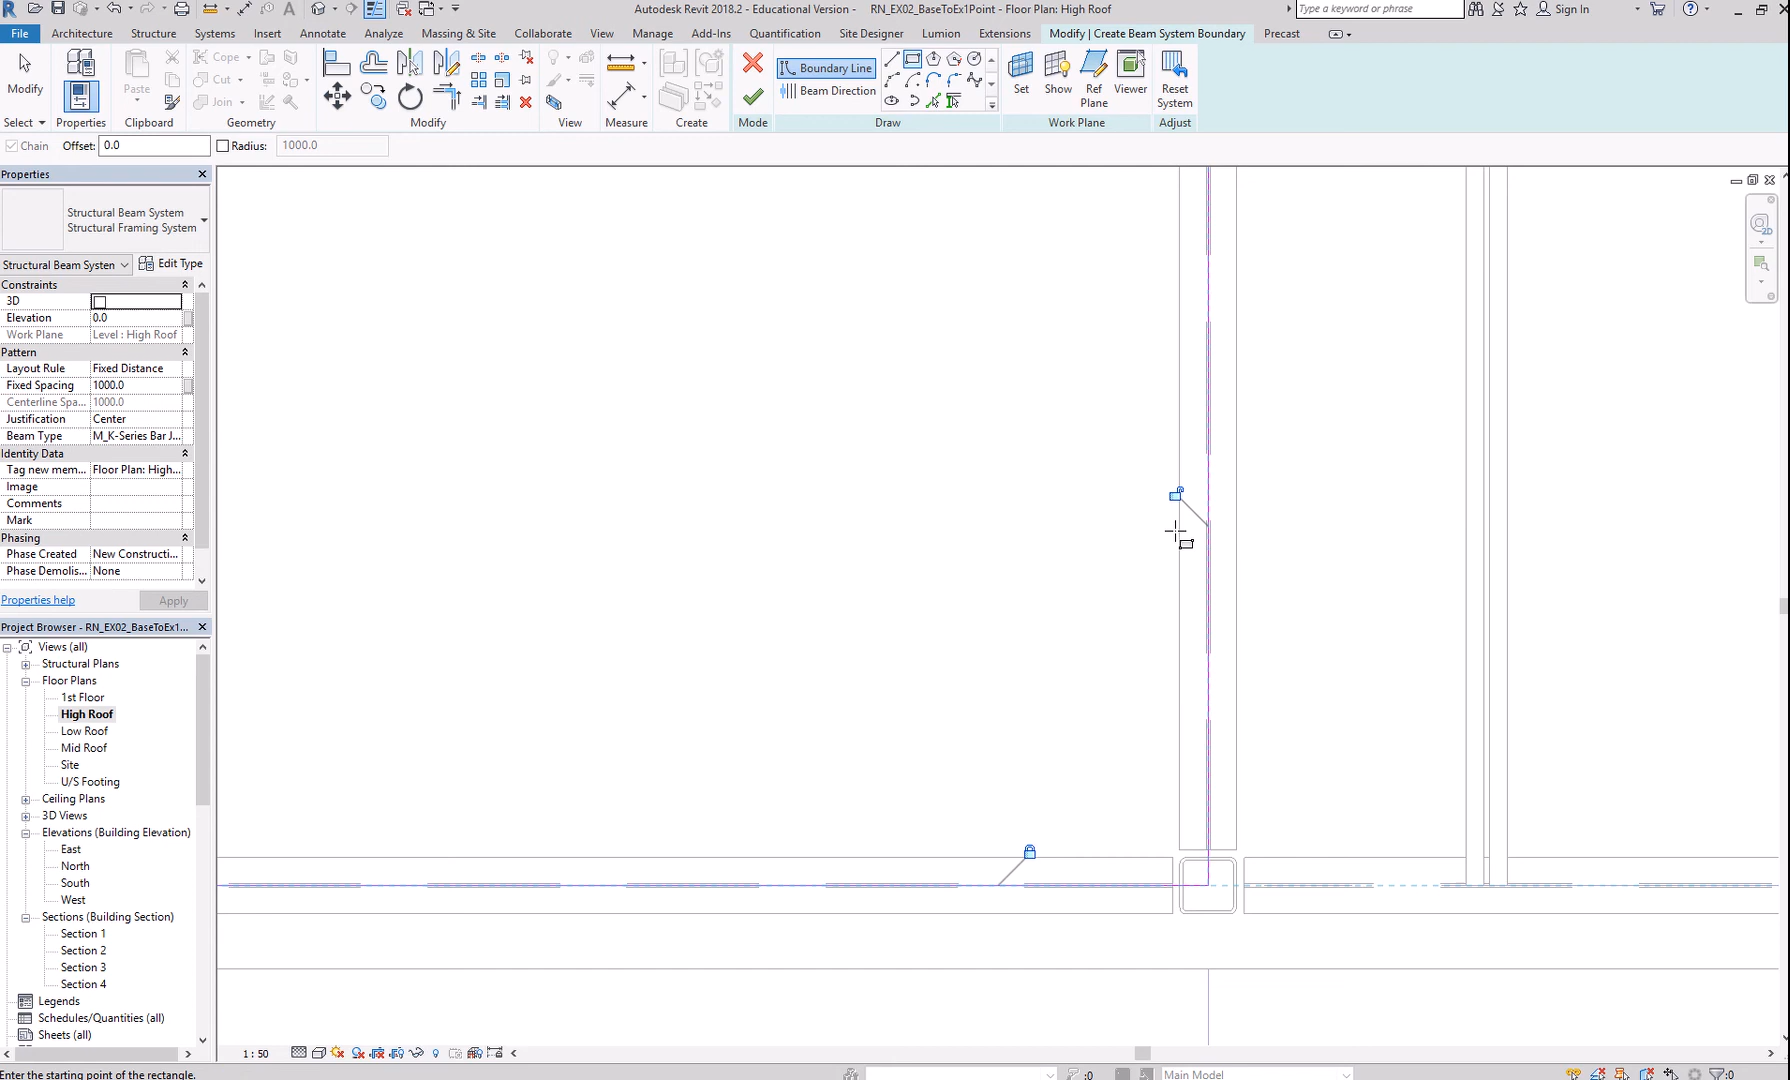 Autodesk Revit 2018.2 - Educational Version - RN_EX02_BaseToEx1Point - Floor Plan: High Roof
Type a keyword or phrase
Sign In
File Architecture Structure Systems Insert Annotate Analyze Massing & Site Collaborate View Manage Add-Ins Quantification Site Designer Lumion Extensions Modify | Create Beam System Boundary Precast
Modify
Select
Properties
Paste
Clipboard
Cope
Cut
Join
Geometry
Modify
View
Measure
Create
Mode
Boundary Line
Beam Direction
Draw
Set
Show
Ref
Plane
Viewer
Work Plane
Reset
System
Adjust
Chain Offset: 0.0 Radius: 1000.0
Properties
Structural Beam System
Structural Framing System
Structural Beam Systen Edit Type
Constraints
3D
Elevation 0.0
Work Plane Level : High Roof
Pattern
Layout Rule Fixed Distance
Fixed Spacing 1000.0
Centerline Spa... 1000.0
Justification Center
Beam Type M_K-Series Bar J...
Identity Data
Tag new mem... Floor Plan: High...
Image
Comments
Mark
Phasing
Phase Created New Constructi...
Phase Demolis... None
Properties help Apply
Project Browser - RN_EX02_BaseToEx1...
Views (all)
Structural Plans
Floor Plans
1st Floor
High Roof
Low Roof
Mid Roof
Site
U/S Footing
Ceiling Plans
3D Views
Elevations (Building Elevation)
East
North
South
West
Sections (Building Section)
Section 1
Section 2
Section 3
Section 4
Legends
Schedules/Quantities (all)
Sheets (all)
2D
1 : 50
Enter the starting point of the rectangle.
:0
Main Model
:0